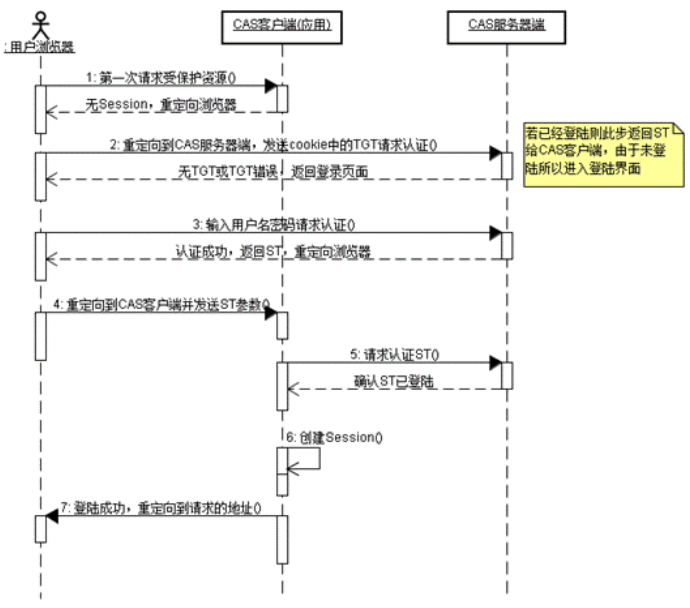 : 用户浏览器
CAS客户端(应用)
CAS服务器端
1: 第一次请求受保护资源()
无Session，重定向浏览器
2: 重定向到CAS服务器端，发送cookie中的TGT请求认证()
无TGT或TGT错误，返回登录页面
若已经登陆则此步返回ST
给CAS客户端，由于未登
陆所以进入登陆界面
3: 输入用户名密码请求认证()
认证成功，返回ST，重定向浏览器
4: 重定向到CAS客户端并发送ST参数()
5: 请求认证ST()
确认ST已登陆
6: 创建Session()
7: 登陆成功，重定向到请求的地址()